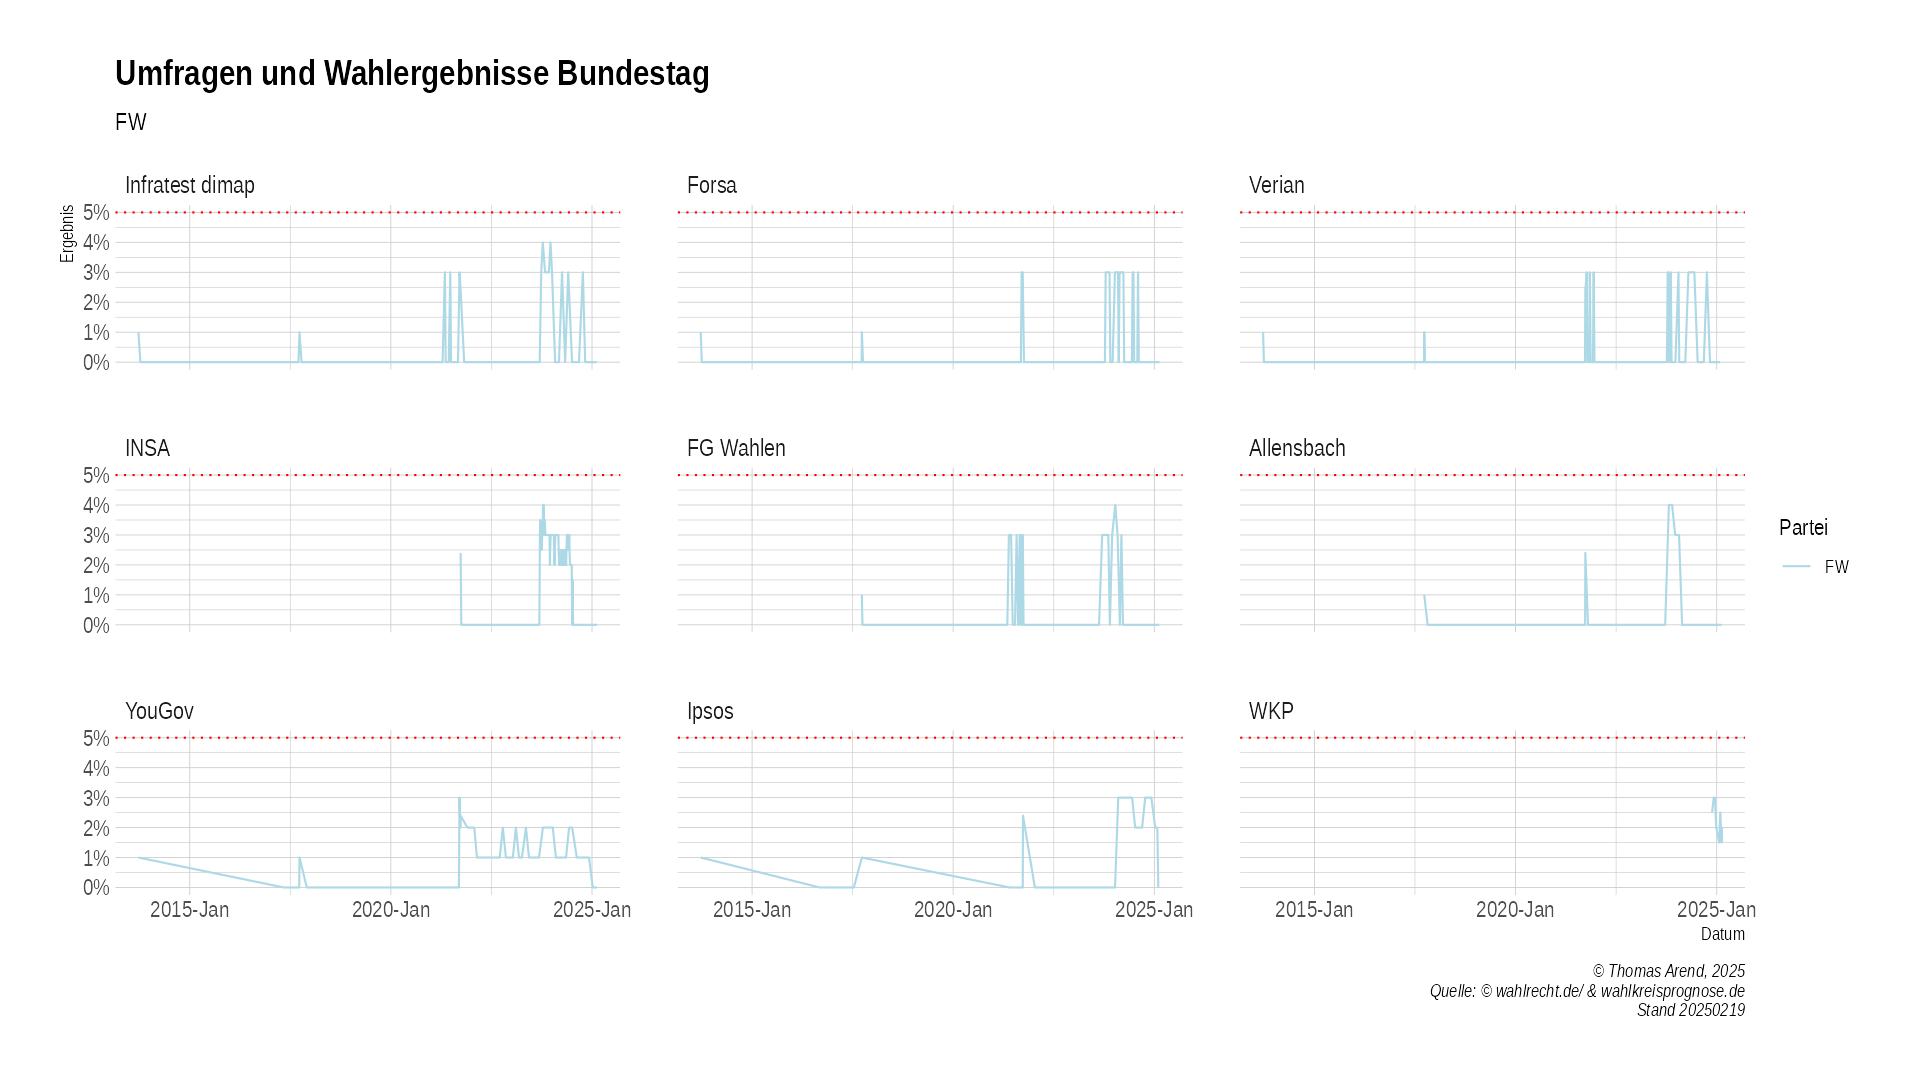 Umfragen und Wahlergebnisse Bundestag
FW
Infratest dimap
Forsa
Verian
Ergebnis
5%
4%
3%
2%
1%
0%
INSA
FG Wahlen
Allensbach
5%
4%
3%
2%
1%
0%
Partei
FW
YouGov
Ipsos
WKP
5%
4%
3%
2%
1%
0%
2015-Jan 2020-Jan 2025-Jan
2015-Jan 2020-Jan 2025-Jan
2015-Jan 2020-Jan 2025-Jan
Datum
© Thomas Arend, 2025
Quelle: © wahlrecht.de/ & wahlkreisprognose.de
Stand 20250219